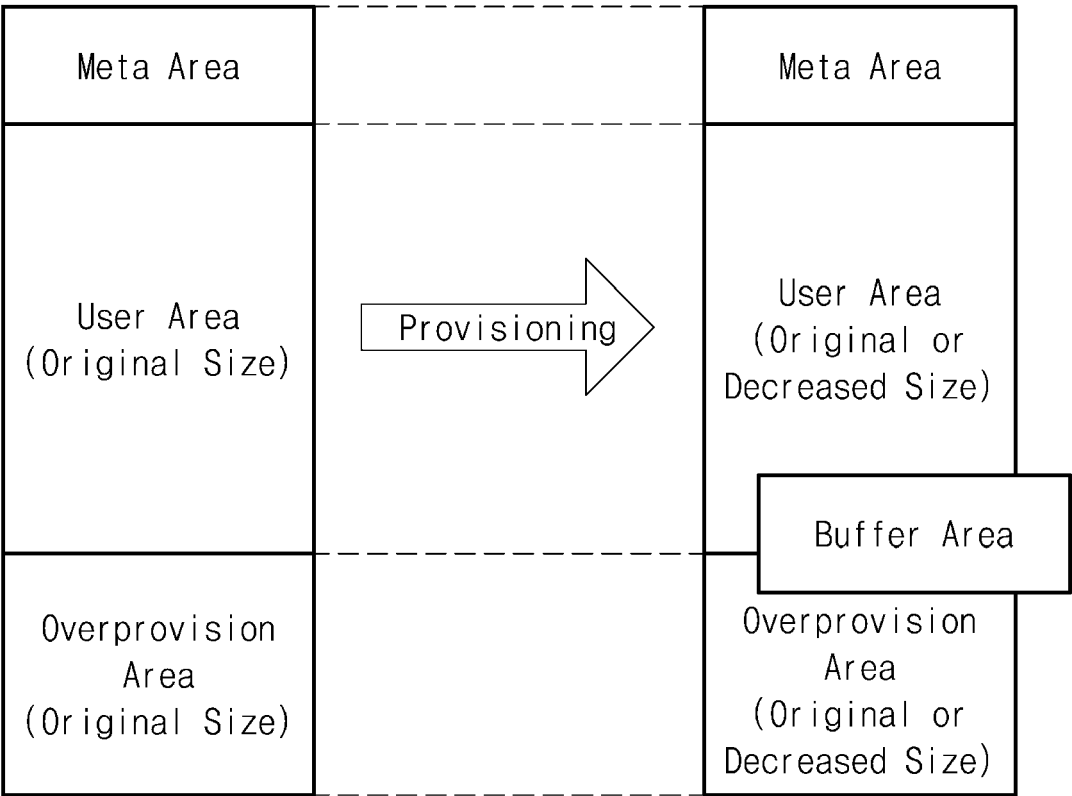 Meta Area
User Area
(Original Size)
Overprovision
Area
(Original Size)
Provisioning
Meta Area
User Area
(Original or
Decreased Size)
Buffer Area
Overprovision
Area
(Original or
Decreased Size)